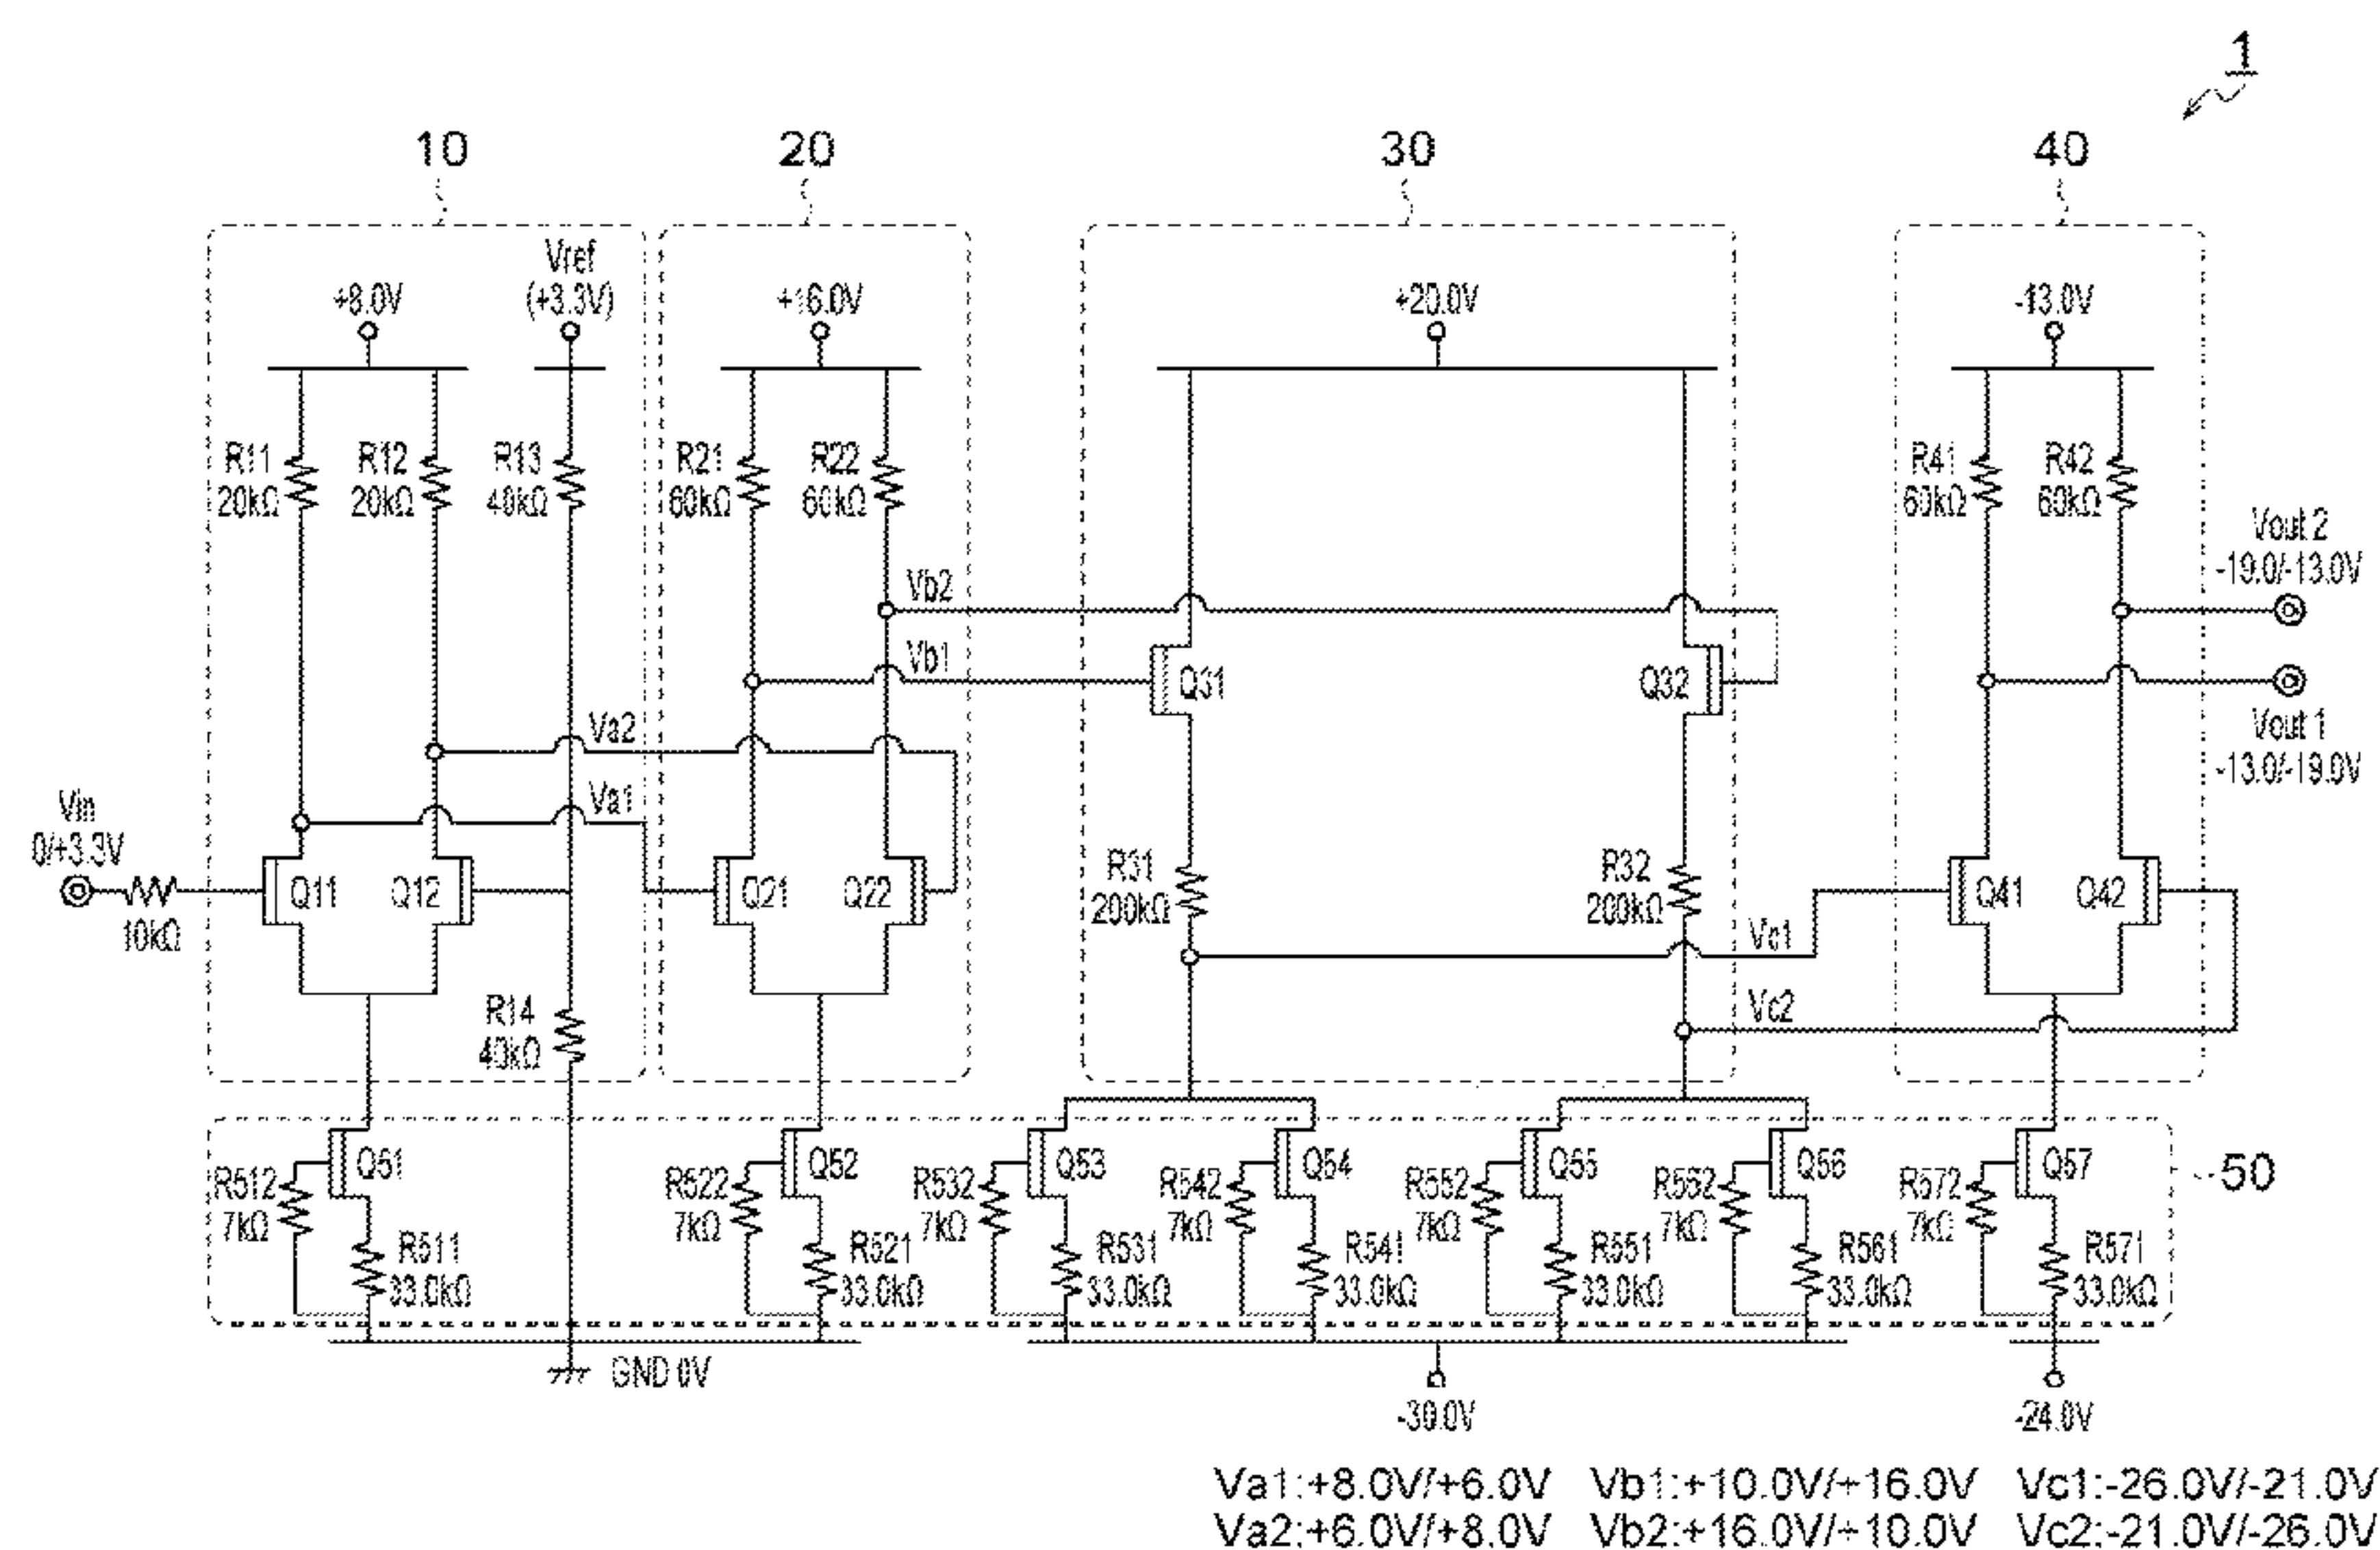 1
10
20
30
40
+8.0V
Vref
(+3.3V)
+16.0V
+20.0V
-13.0V
R11
20kΩ
R12
20kΩ
R13
40kΩ
R21
60kΩ
R22
60kΩ
R41
60kΩ
R42
60kΩ
Vout 2
-19.0/-13.0V
Vb2
Vb1
Q31
Q32
Vout 1
-13.0/-19.0V
Va2
Va1
Vin
0/+3.3V
10kΩ
Q11
Q12
Q21
Q22
R31
200kΩ
R32
200kΩ
Q41
Q42
Vc1
Vc2
R14
40kΩ
Q51
R512
7kΩ
R511
33.0kΩ
Q52
R522
7kΩ
R521
33.0kΩ
Q53
R532
7kΩ
R531
33.0kΩ
Q54
R542
7kΩ
R541
33.0kΩ
Q55
R552
7kΩ
R551
33.0kΩ
Q56
R562
7kΩ
R561
33.0kΩ
Q57
R572
7kΩ
R571
33.0kΩ
50
GND 0V
-30.0V
-24.0V
Va1:+8.0V/+6.0V Vb1:+10.0V/+16.0V Vc1:-26.0V/-21.0V
Va2:+6.0V/+8.0V Vb2:+16.0V/+10.0V Vc2:-21.0V/-26.0V